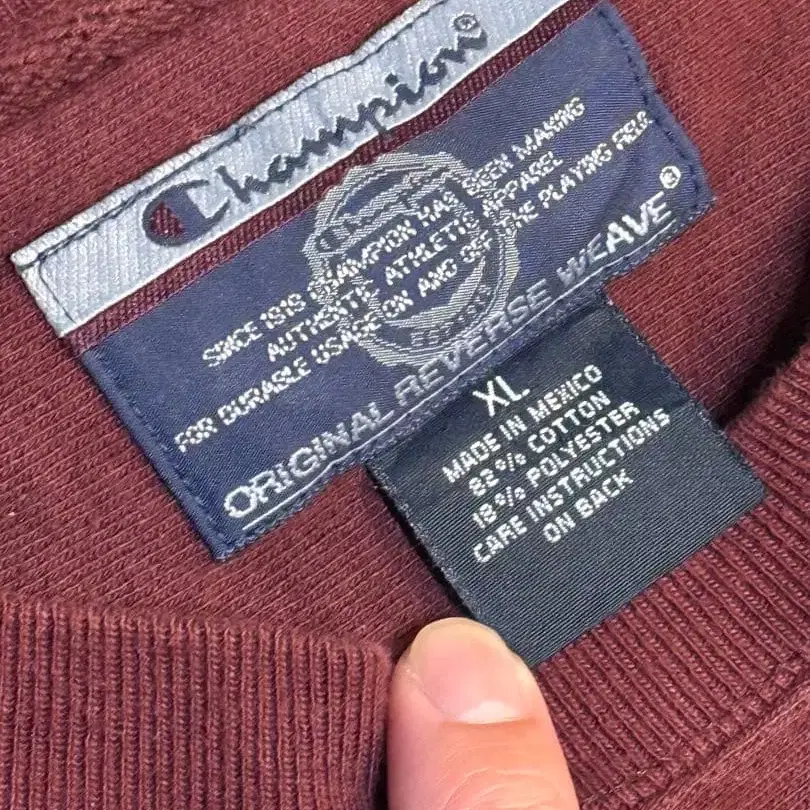 Champion®
SINCE 1919 CHAMPION HAS BEEN MAKING
AUTHENTIC ATHLETIC APPAREL
FOR DURABLE USAGE ON AND OFF THE PLAYING FIELD
ORIGINAL REVERSE WEAVE®
XL
MADE IN MEXICO
82% COTTON
18% POLYESTER
CARE INSTRUCTIONS
ON BACK